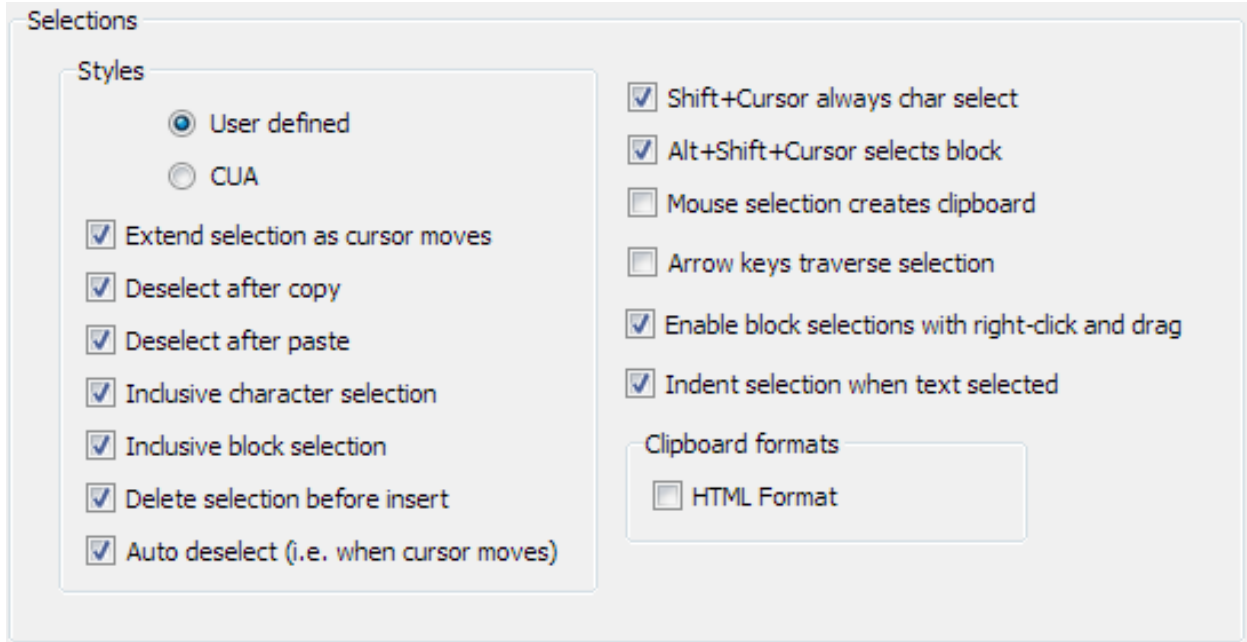 Selections
Styles
User defined
CUA
Extend selection as cursor moves
Deselect after copy
Deselect after paste
Inclusive character selection
Inclusive block selection
Delete selection before insert
Auto deselect (i.e. when cursor moves)
Shift+Cursor always char select
Alt+Shift+Cursor selects block
Mouse selection creates clipboard
Arrow keys traverse selection
Enable block selections with right-click and drag
Indent selection when text selected
Clipboard formats
HTML Format